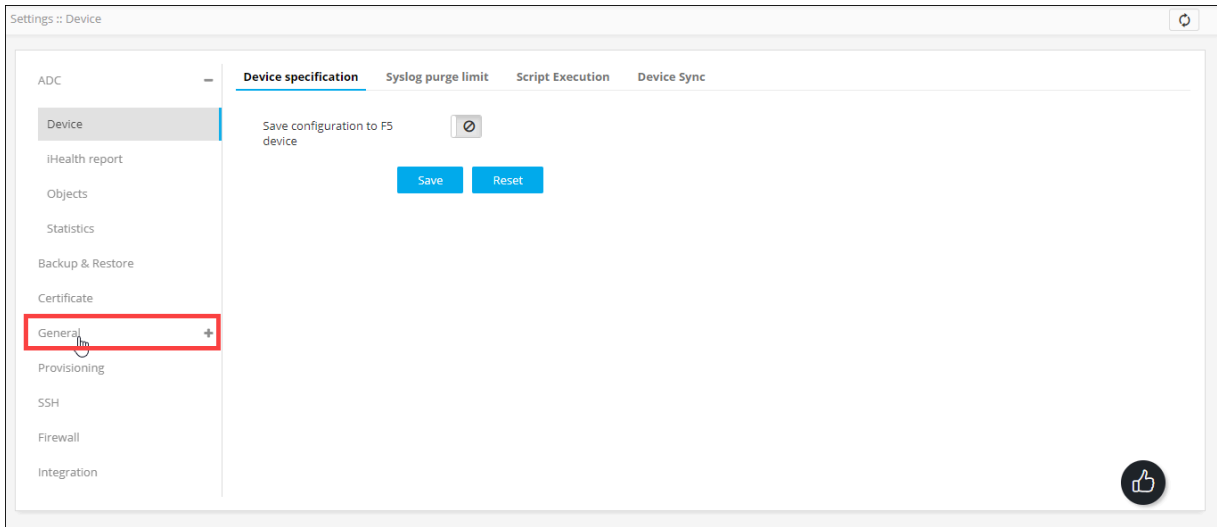 Settings :: Device
ADC
Device
iHealth report
Objects
Statistics
Backup & Restore
Certificate
General
Provisioning
SSH
Firewall
Integration
Device specification Syslog purge limit Script Execution Device Sync
Save configuration to F5
device
Save Reset